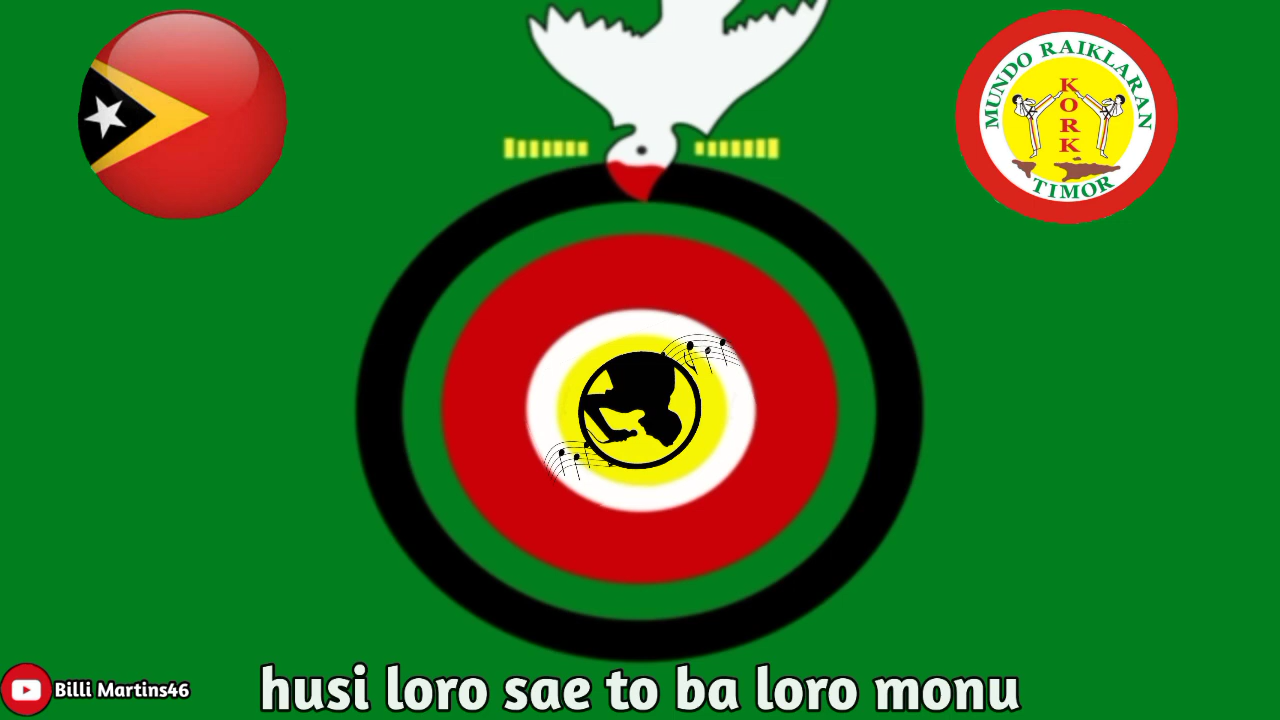 MUNDO RAIKLARAN
KORK
TIMOR
Billi Martins46
husi loro sae to ba loro monu